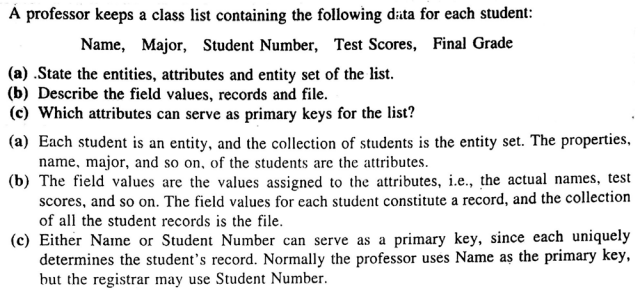 A professor keeps a class list containing the following data for each student:
Name, Major, Student Number, Test Scores, Final Grade
(a) .State the entities, attributes and entity set of the list.
(b) Describe the field values, records and file.
(c) Which attributes can serve as primary keys for the list?
(a) Each student is an entity, and the collection of students is the entity set. The properties,
name, major, and so on, of the students are the attributes.
(b) The field values are the values assigned to the attributes, i.e., the actual names, test
scores, and so on. The field values for each student constitute a record, and the collection
of all the student records is the file.
(c) Either Name or Student Number can serve as a primary key, since each uniquely
determines the student's record. Normally the professor uses Name as the primary key,
but the registrar may use Student Number.